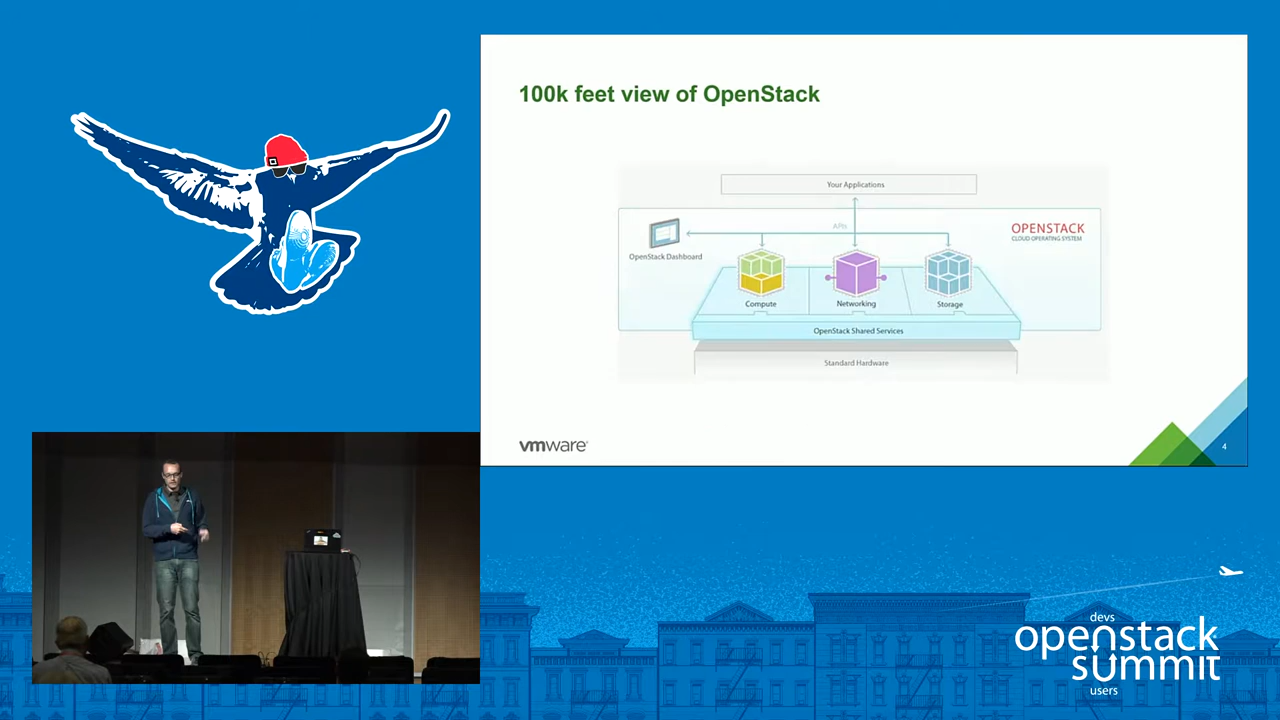 100k feet view of OpenStack
Your Applications
APIs
OPENSTACK
CLOUD OPERATING SYSTEM
OpenStack Dashboard
Compute
Networking
Storage
OpenStack Shared Services
Standard Hardware
vmware
4
devs
openstack
summit
users